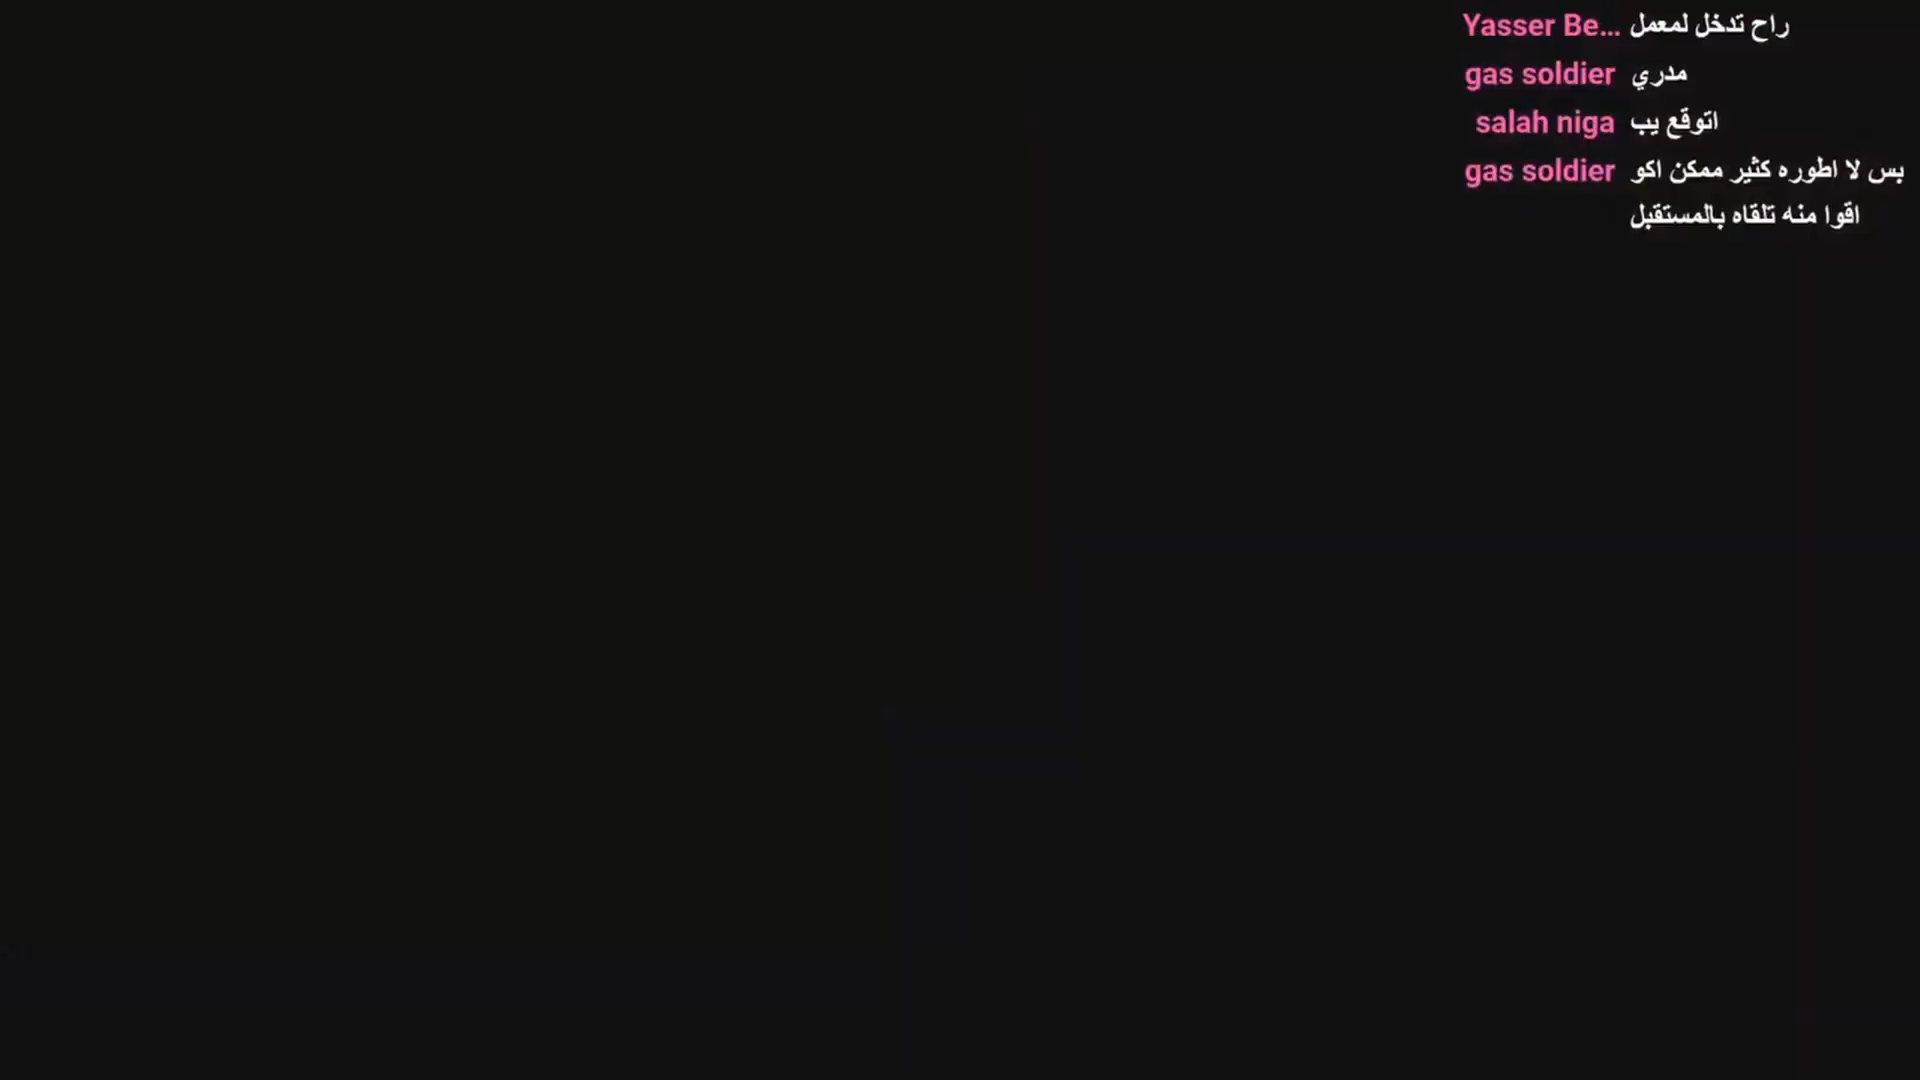 Yasser Be... راح تدخل لمعمل
gas soldier مدري
salah niga اتوقع يب
gas soldier بس لا اطوره كثير ممكن اكو
اقوا منه تلقاه بالمستقبل